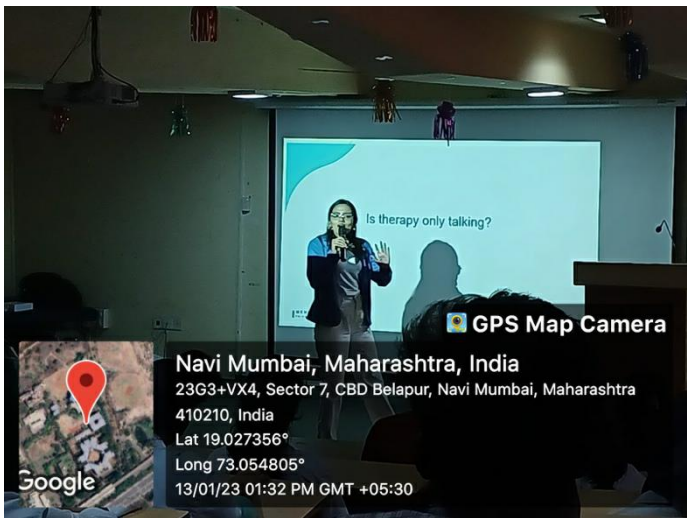 Is therapy only talking?
GPS Map Camera
Navi Mumbai, Maharashtra, India
23G3+VX4, Sector 7, CBD Belapur, Navi Mumbai, Maharashtra
410210, India
Lat 19.027356°
Long 73.054805°
13/01/23 01:32 PM GMT +05:30
Google